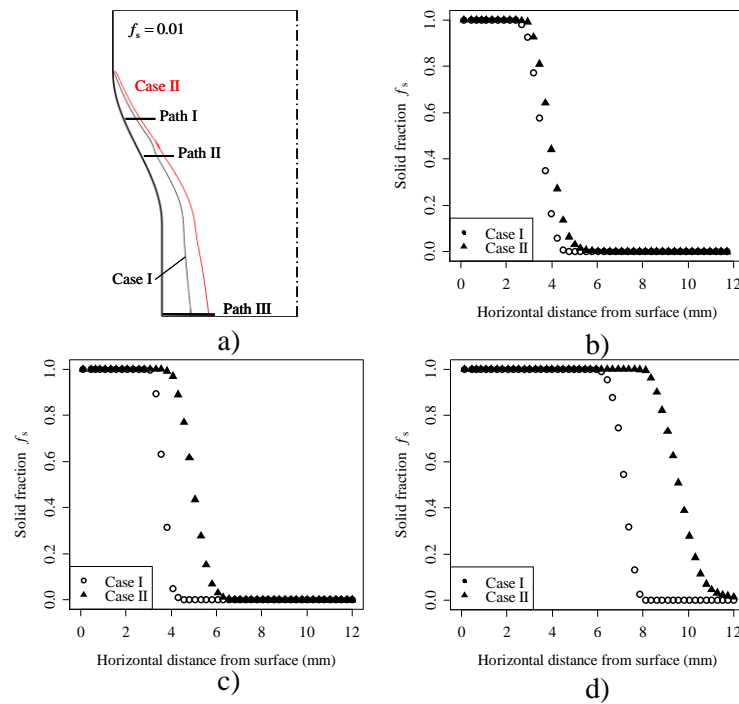 fs = 0.01
Case II
Path I
Path II
Case I
Path III
a)
Solid fraction fs
1.0
0.8
0.6
0.4
0.2
0.0
Case I
Case II
0 2 4 6 8 10 12
Horizontal distance from surface (mm)
b)
Solid fraction fs
1.0
0.8
0.6
0.4
0.2
0.0
Case I
Case II
0 2 4 6 8 10 12
Horizontal distance from surface (mm)
c)
Solid fraction fs
1.0
0.8
0.6
0.4
0.2
0.0
Case I
Case II
0 2 4 6 8 10 12
Horizontal distance from surface (mm)
d)